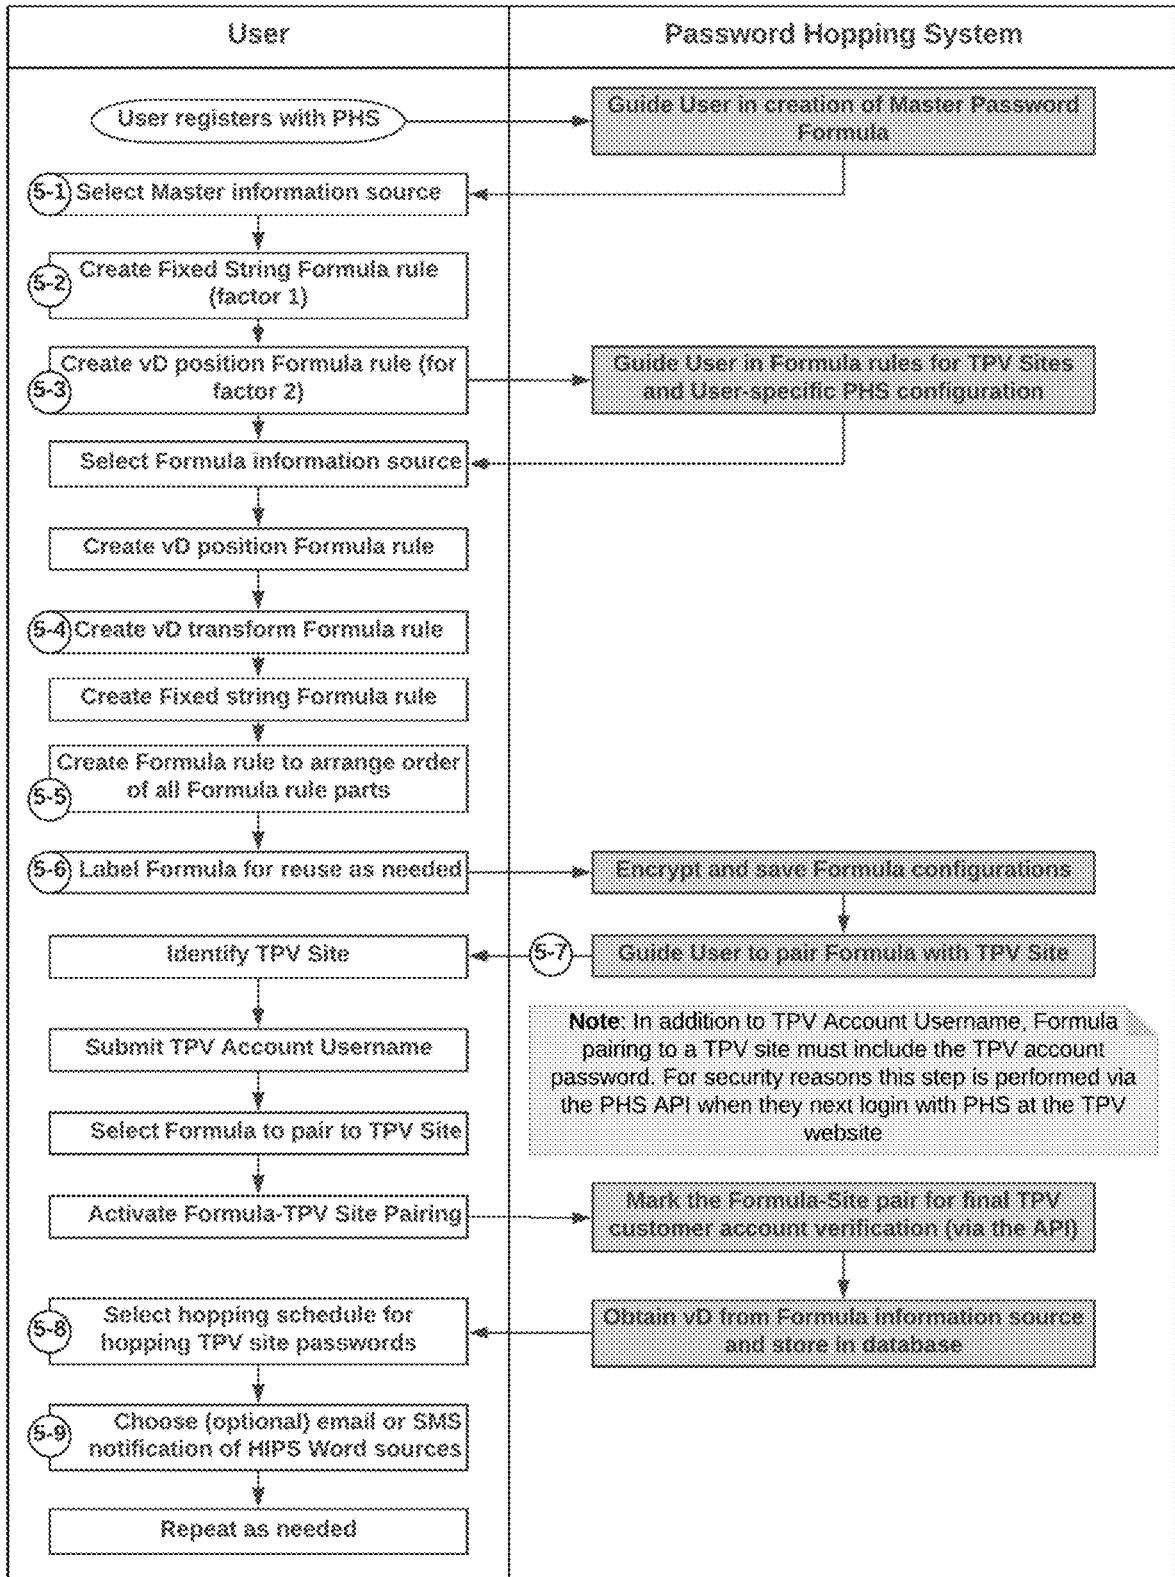 User
Password Hopping System
User registers with PHS
Guide User in creation of Master Password
Formula
5-1
Select Master information source
5-2
Create Fixed String Formula rule
(factor 1)
5-3
Create vD position Formula rule (for
factor 2)
Guide User in Formula rules for TPV Sites
and User-specific PHS configuration
Select Formula information source
Create vD position Formula rule
5-4
Create vD transform Formula rule
Create Fixed string Formula rule
Create Formula rule to arrange order
of all Formula rule parts
5-5
5-6
Label Formula for reuse as needed
Encrypt and save Formula configurations
Identify TPV Site
5-7
Guide User to pair Formula with TPV Site
Note: In addition to TPV Account Username, Formula
pairing to a TPV site must include the TPV account
password. For security reasons this step is performed via
the PHS API when they next login with PHS at the TPV
website
Submit TPV Account Username
Select Formula to pair to TPV Site
Activate Formula-TPV Site Pairing
Mark the Formula-Site pair for final TPV
customer account verification (via the API)
5-8
Select hopping schedule for
hopping TPV site passwords
Obtain vD from Formula information source
and store in database
5-9
Choose (optional) email or SMS
notification of HIPS Word sources
Repeat as needed